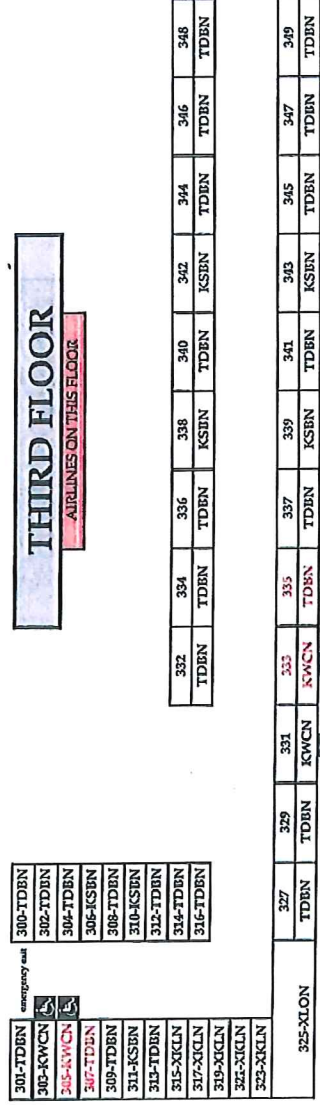 THIRD FLOOR
AIRLINES ON THIS FLOOR
301-TDBN emergency exit 300-TDBN
303-KWCN 302-TDBN
305-KWCN 304-TDBN
307-TDBN 306-KSBN
309-TDBN 308-TDBN
311-KSBN 310-KSBN
313-TDBN 312-TDBN
315-XKLN 314-TDBN
317-XKLN 316-TDBN
319-XKLN
321-XKLN
323-XKLN
332 334 336 338 340 342 344 346 348
TDBN TDBN TDBN KSBN TDBN KSBN TDBN TDBN TDBN
325-XLON
327 329 331 333 335 337 339 341 343 345 347 349
TDBN TDBN KWCN KWCN TDBN TDBN KSBN TDBN KSBN TDBN TDBN TDBN